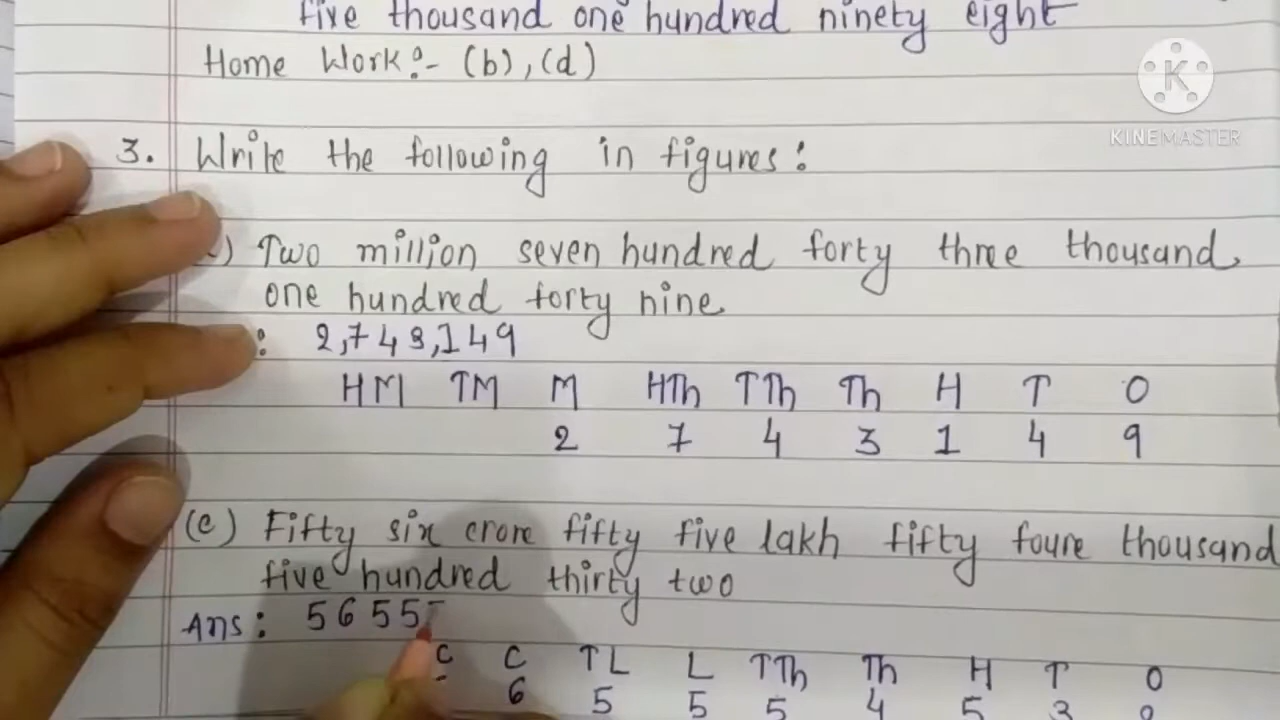 five thousand one hundred ninety eight
Home Work:- (b), (d)
KINEMASTER
3. Write the following in figures:
) Two million seven hundred forty three thousand
one hundred forty nine
: 2,743,149
HM TM M HTh TTh Th H T O
2 7 4 3 1 4 9
(c) Fifty six crore fifty five lakh fifty foure thousand
five hundred thirty two
Ans: 5655
C C TL L TTh Th H T O
6 5 5 5 4 5 3 2